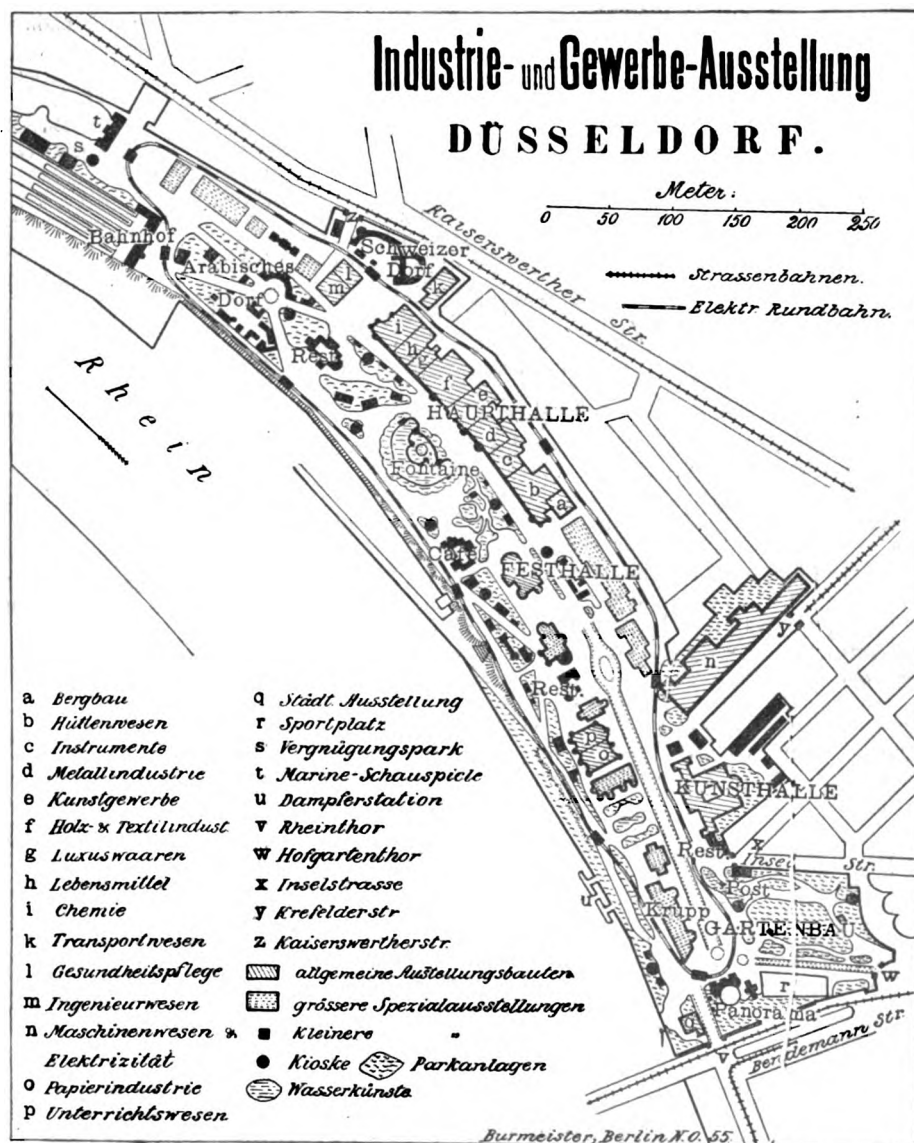 Industrie- und Gewerbe-Ausstellung
DÜSSELDORF.
Meter:
0 50 100 150 200 250
Strassenbahnen.
Elektr. Rundbahn.
Kaiserswerther
Str.
t
s
Bahnhof
Arabisches
Dorf
z
Schweizer
Dorf
l
m
k
i
h
g
f
Rest.
e
HAUPTHALLE
d
c
Fontaine
b
a
Rhein
Café
FESTHALLE
y
n
Rest.
p
o
KUNSTHALLE
Rest.
x
Insel Str.
Post
u
Krupp
GARTENBAU
w
r
Panorama
q
v
Bendemann Str.
a Bergbau
b Hüttenwesen
c Instrumente
d Metallindustrie
e Kunstgewerbe
f Holz- & Textilindust.
g Luxuswaaren
h Lebensmittel
i Chemie
k Transportwesen
l Gesundheitspflege
m Ingenieurwesen
n Maschinenwesen &
Elektrizität
o Papierindustrie
p Unterrichtswesen
q Städt. Ausstellung
r Sportplatz
s Vergnügungspark
t Marine-Schauspiele
u Dampferstation
v Rheinthor
w Hofgartenthor
x Inselstrasse
y Krefelderstr
z Kaiserswertherstr.
allgemeine Austellungsbauten
grössere Spezialausstellungen
Kleinere "
Kioske Parkanlagen
Wasserkünste
Burmeister, Berlin N.O. 55.